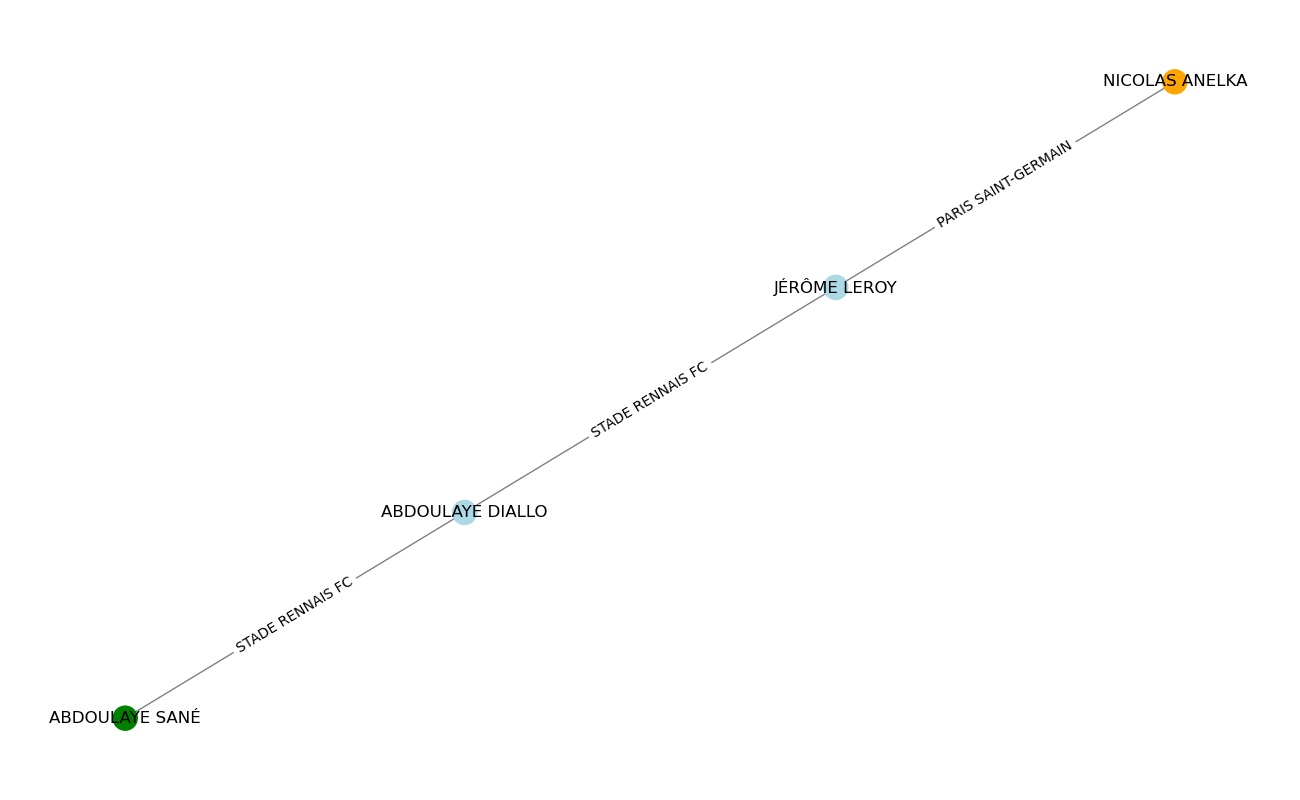 NICOLAS ANELKA
PARIS SAINT-GERMAIN
JÉRÔME LEROY
STADE RENNAIS FC
ABDOULAYE DIALLO
STADE RENNAIS FC
ABDOULAYE SANÉ